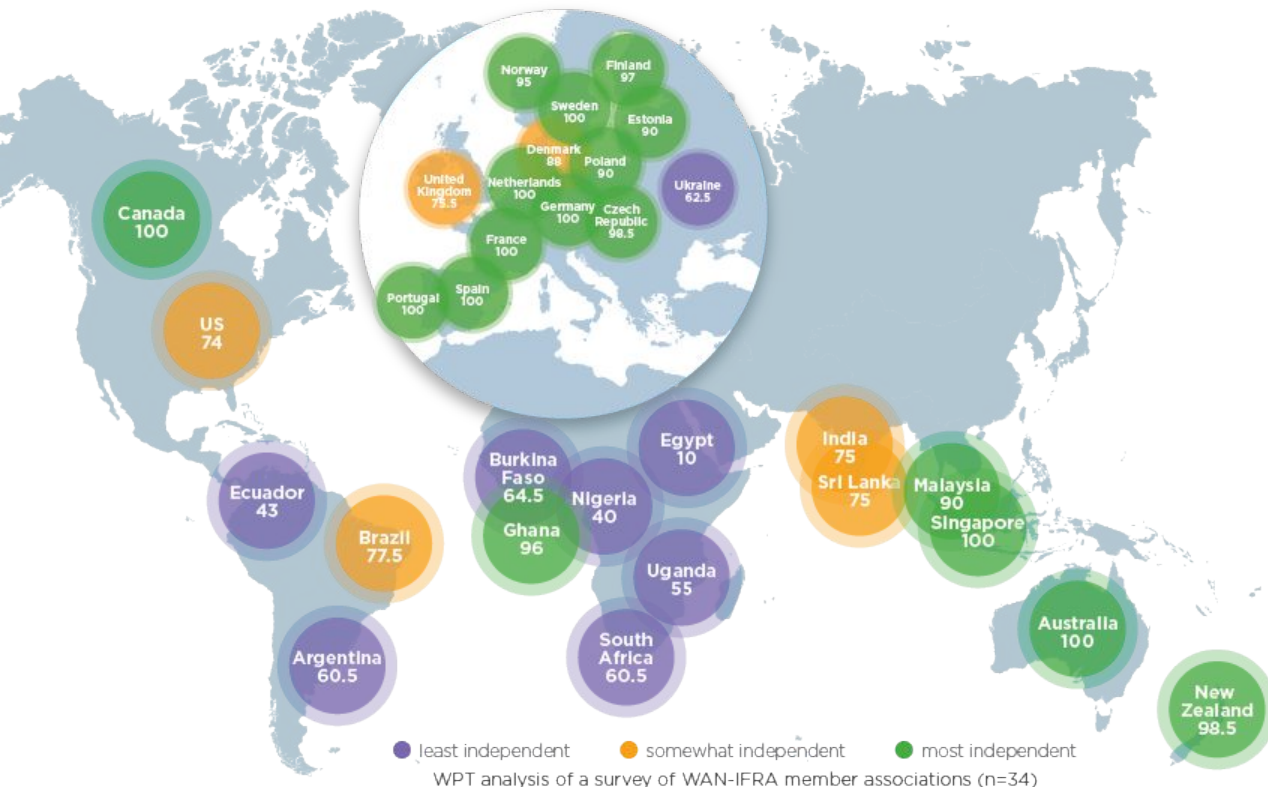 Norway
95
Finland
97
Sweden
100
Estonia
90
Denmark
88
Poland
90
United
Kingdom
75.5
Netherlands
100
Ukraine
62.5
Germany
100
Czech
Republic
98.5
France
100
Portugal
100
Spain
100
Canada
100
US
74
Ecuador
43
Brazil
77.5
Argentina
60.5
Burkina
Faso
64.5
Ghana
96
Nigeria
40
Egypt
10
Uganda
55
South
Africa
60.5
India
75
Sri Lanka
75
Malaysia
90
Singapore
100
Australia
100
New
Zealand
98.5
least independent
somewhat independent
most independent
WPT analysis of a survey of WAN-IFRA member associations (n=34)